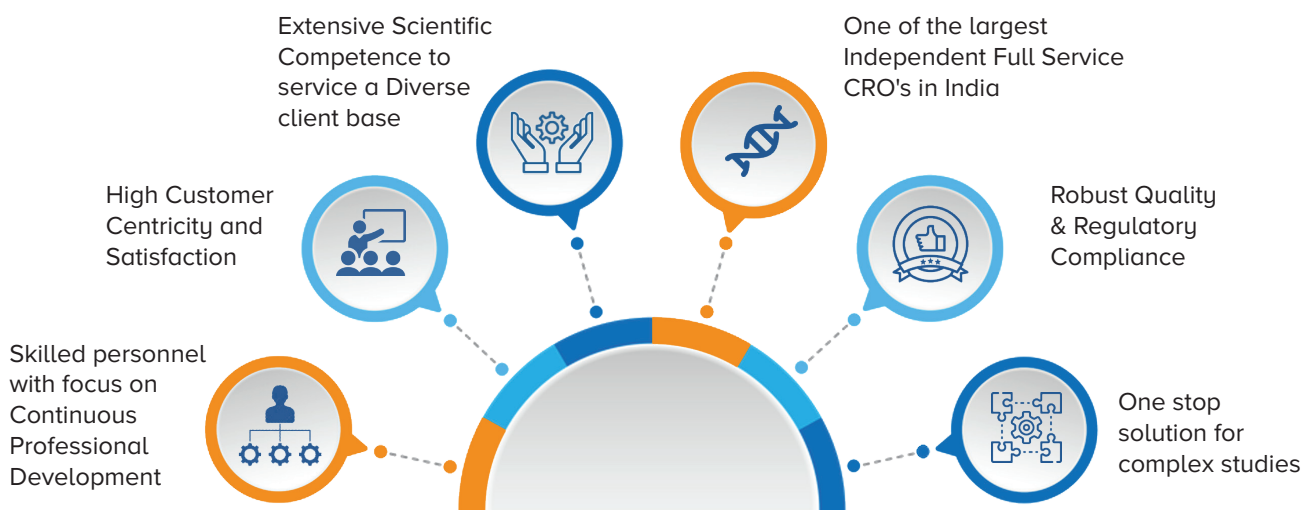 Extensive Scientific
Competence to
service a Diverse
client base
One of the largest
Independent Full Service
CRO's in India
High Customer
Centricity and
Satisfaction
Robust Quality
& Regulatory
Compliance
Skilled personnel
with focus on
Continuous
Professional
Development
One stop
solution for
complex studies